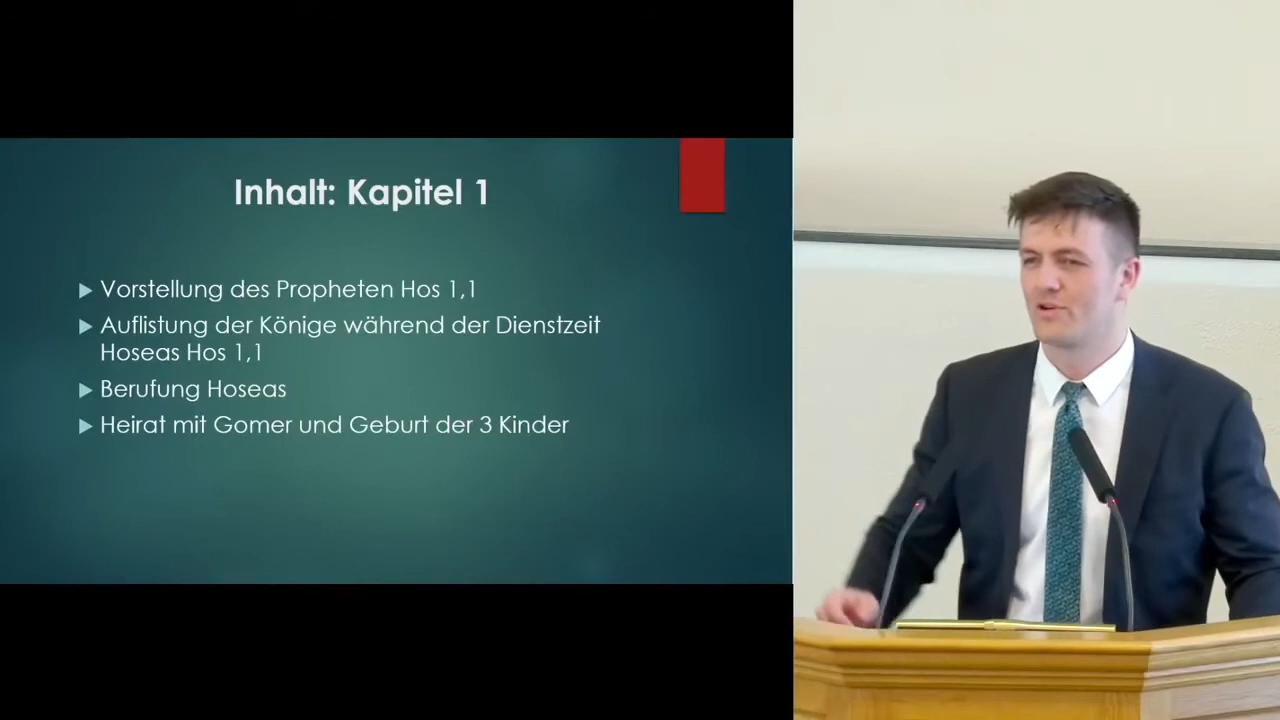 Inhalt: Kapitel 1
Vorstellung des Propheten Hos 1,1
Auflistung der Könige während der Dienstzeit
Hoseas Hos 1,1
Berufung Hoseas
Heirat mit Gomer und Geburt der 3 Kinder